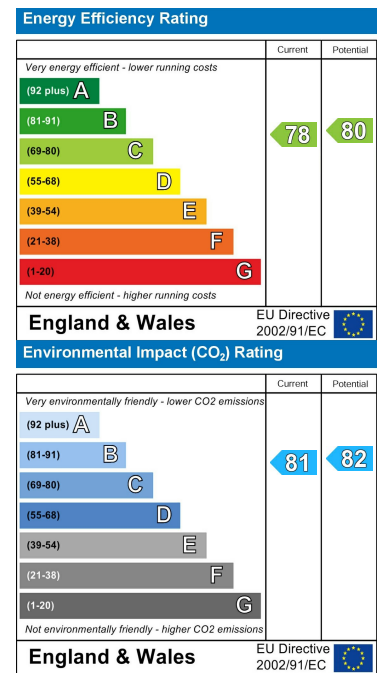 Energy Efficiency Rating
Current Potential
Very energy efficient - lower running costs
(92 plus) A
(81-91) B
(69-80) C
78 80
(55-68) D
(39-54) E
(21-38) F
(1-20) G
Not energy efficient - higher running costs
England & Wales
EU Directive
2002/91/EC
Environmental Impact (CO₂) Rating
Current Potential
Very environmentally friendly - lower CO2 emissions
(92 plus) A
(81-91) B
81 82
(69-80) C
(55-68) D
(39-54) E
(21-38) F
(1-20) G
Not environmentally friendly - higher CO2 emissions
England & Wales
EU Directive
2002/91/EC